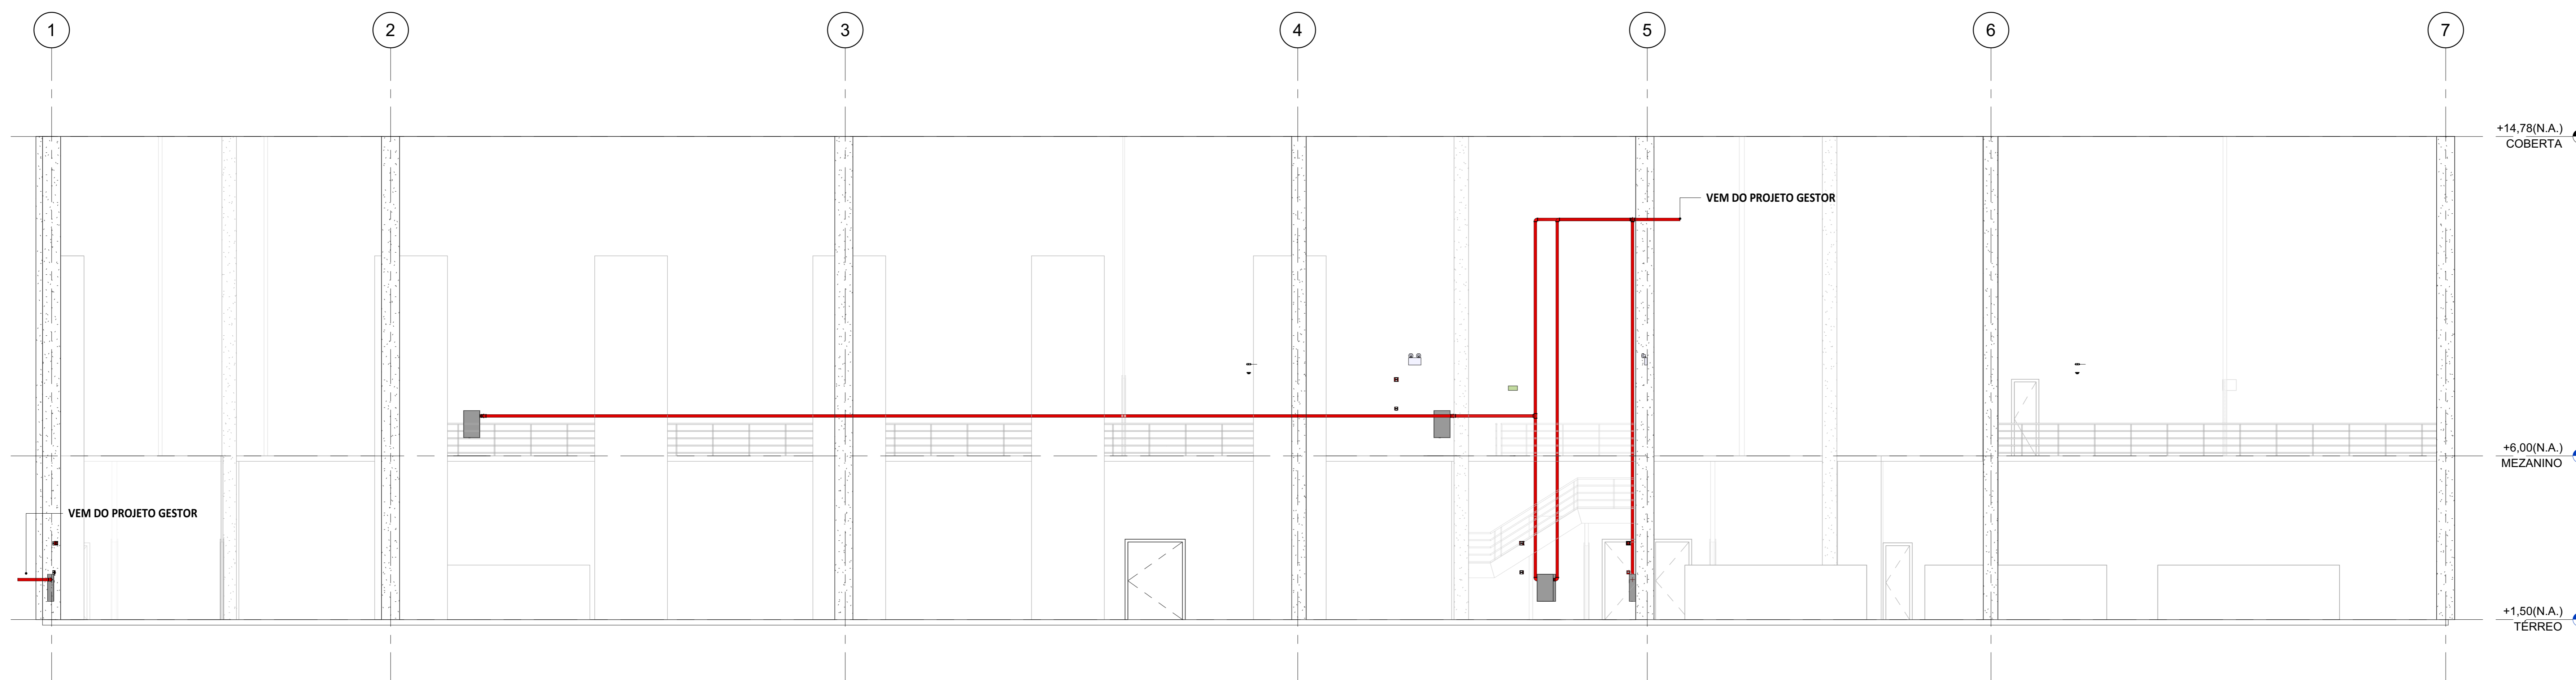 1
2
3
4
5
6
7
+14,78(N.A.)
COBERTA
VEM DO PROJETO GESTOR
+6,00(N.A.)
MEZANINO
VEM DO PROJETO GESTOR
+1,50(N.A.)
TÉRREO